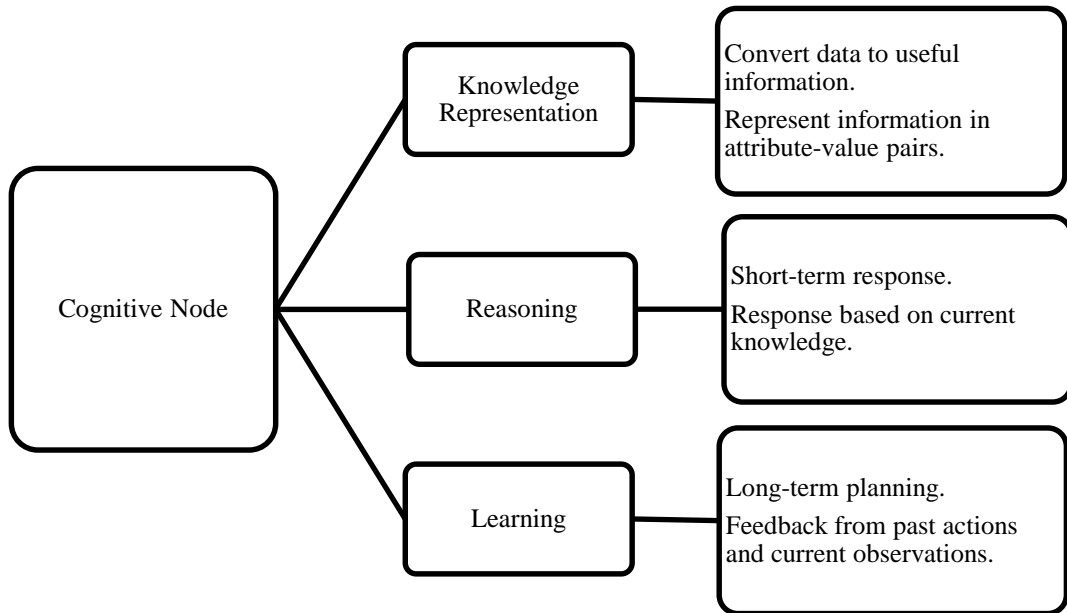 Cognitive Node
Knowledge
Representation
Convert data to useful
information.
Represent information in
attribute-value pairs.
Reasoning
Short-term response.
Response based on current
knowledge.
Learning
Long-term planning.
Feedback from past actions
and current observations.